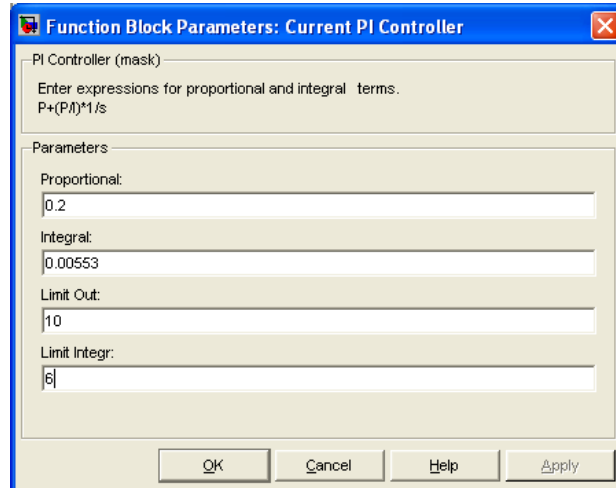 Function Block Parameters: Current PI Controller
PI Controller (mask)
Enter expressions for proportional and integral terms.
P+(P/I)*1/s
Parameters
Proportional:
0.2
Integral:
0.00553
Limit Out:
10
Limit Integr:
6
OK Cancel Help Apply